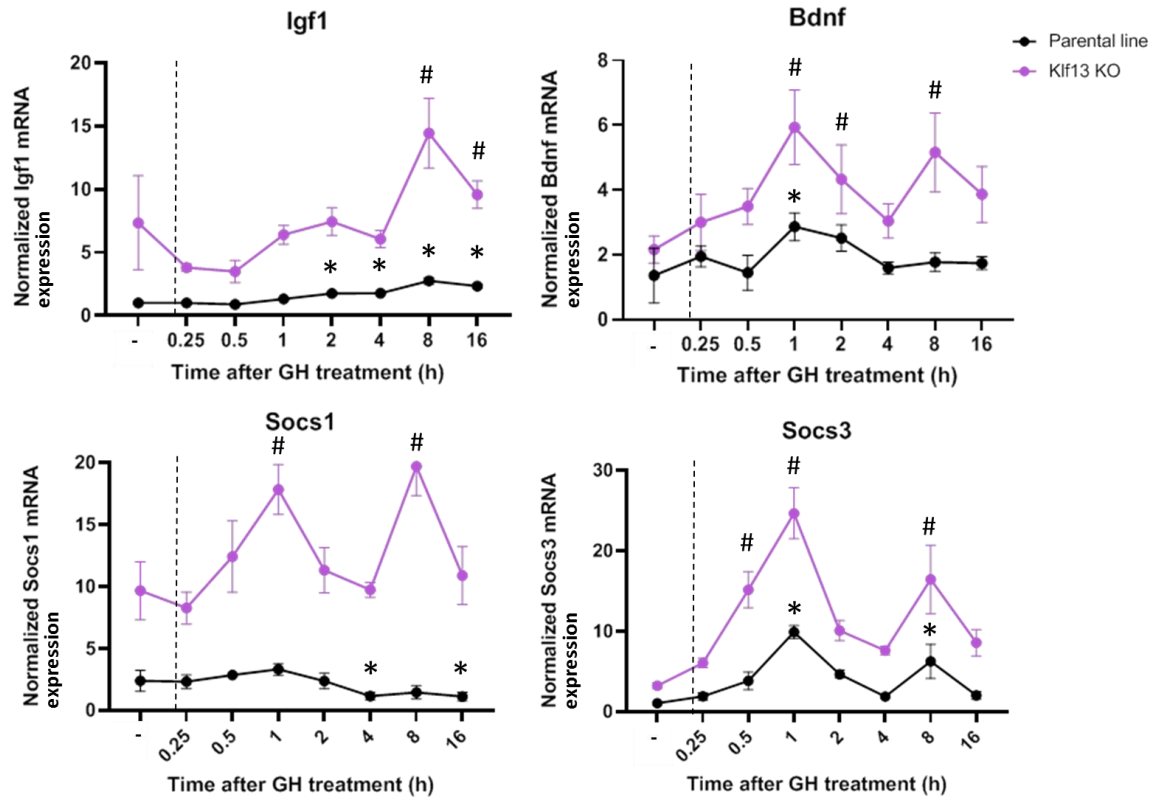 Igf1
Normalized Igf1 mRNA
expression
20
15
10
5
0
#
#
*
*
*
*
- 0.25 0.5 1 2 4 8 16
Time after GH treatment (h)
Bdnf
Normalized Bdnf mRNA
expression
8
6
4
2
0
#
#
#
*
- 0.25 0.5 1 2 4 8 16
Time after GH treatment (h)
Parental line
Klf13 KO
Socs1
Normalized Socs1 mRNA
expression
20
15
10
5
0
#
#
*
*
- 0.25 0.5 1 2 4 8 16
Time after GH treatment (h)
Socs3
Normalized Socs3 mRNA
expression
30
20
10
0
#
#
#
*
*
- 0.25 0.5 1 2 4 8 16
Time after GH treatment (h)